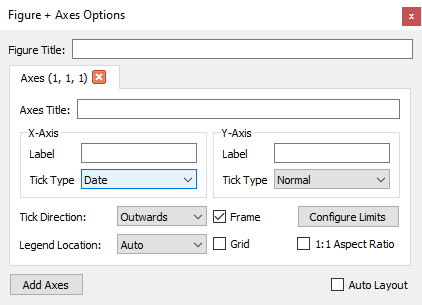 Figure + Axes Options
x
Figure Title:
Axes (1, 1, 1)
Axes Title:
X-Axis
Y-Axis
Label
Label
Tick Type Date
Tick Type Normal
Tick Direction: Outwards Frame Configure Limits
Legend Location: Auto Grid 1:1 Aspect Ratio
Add Axes Auto Layout